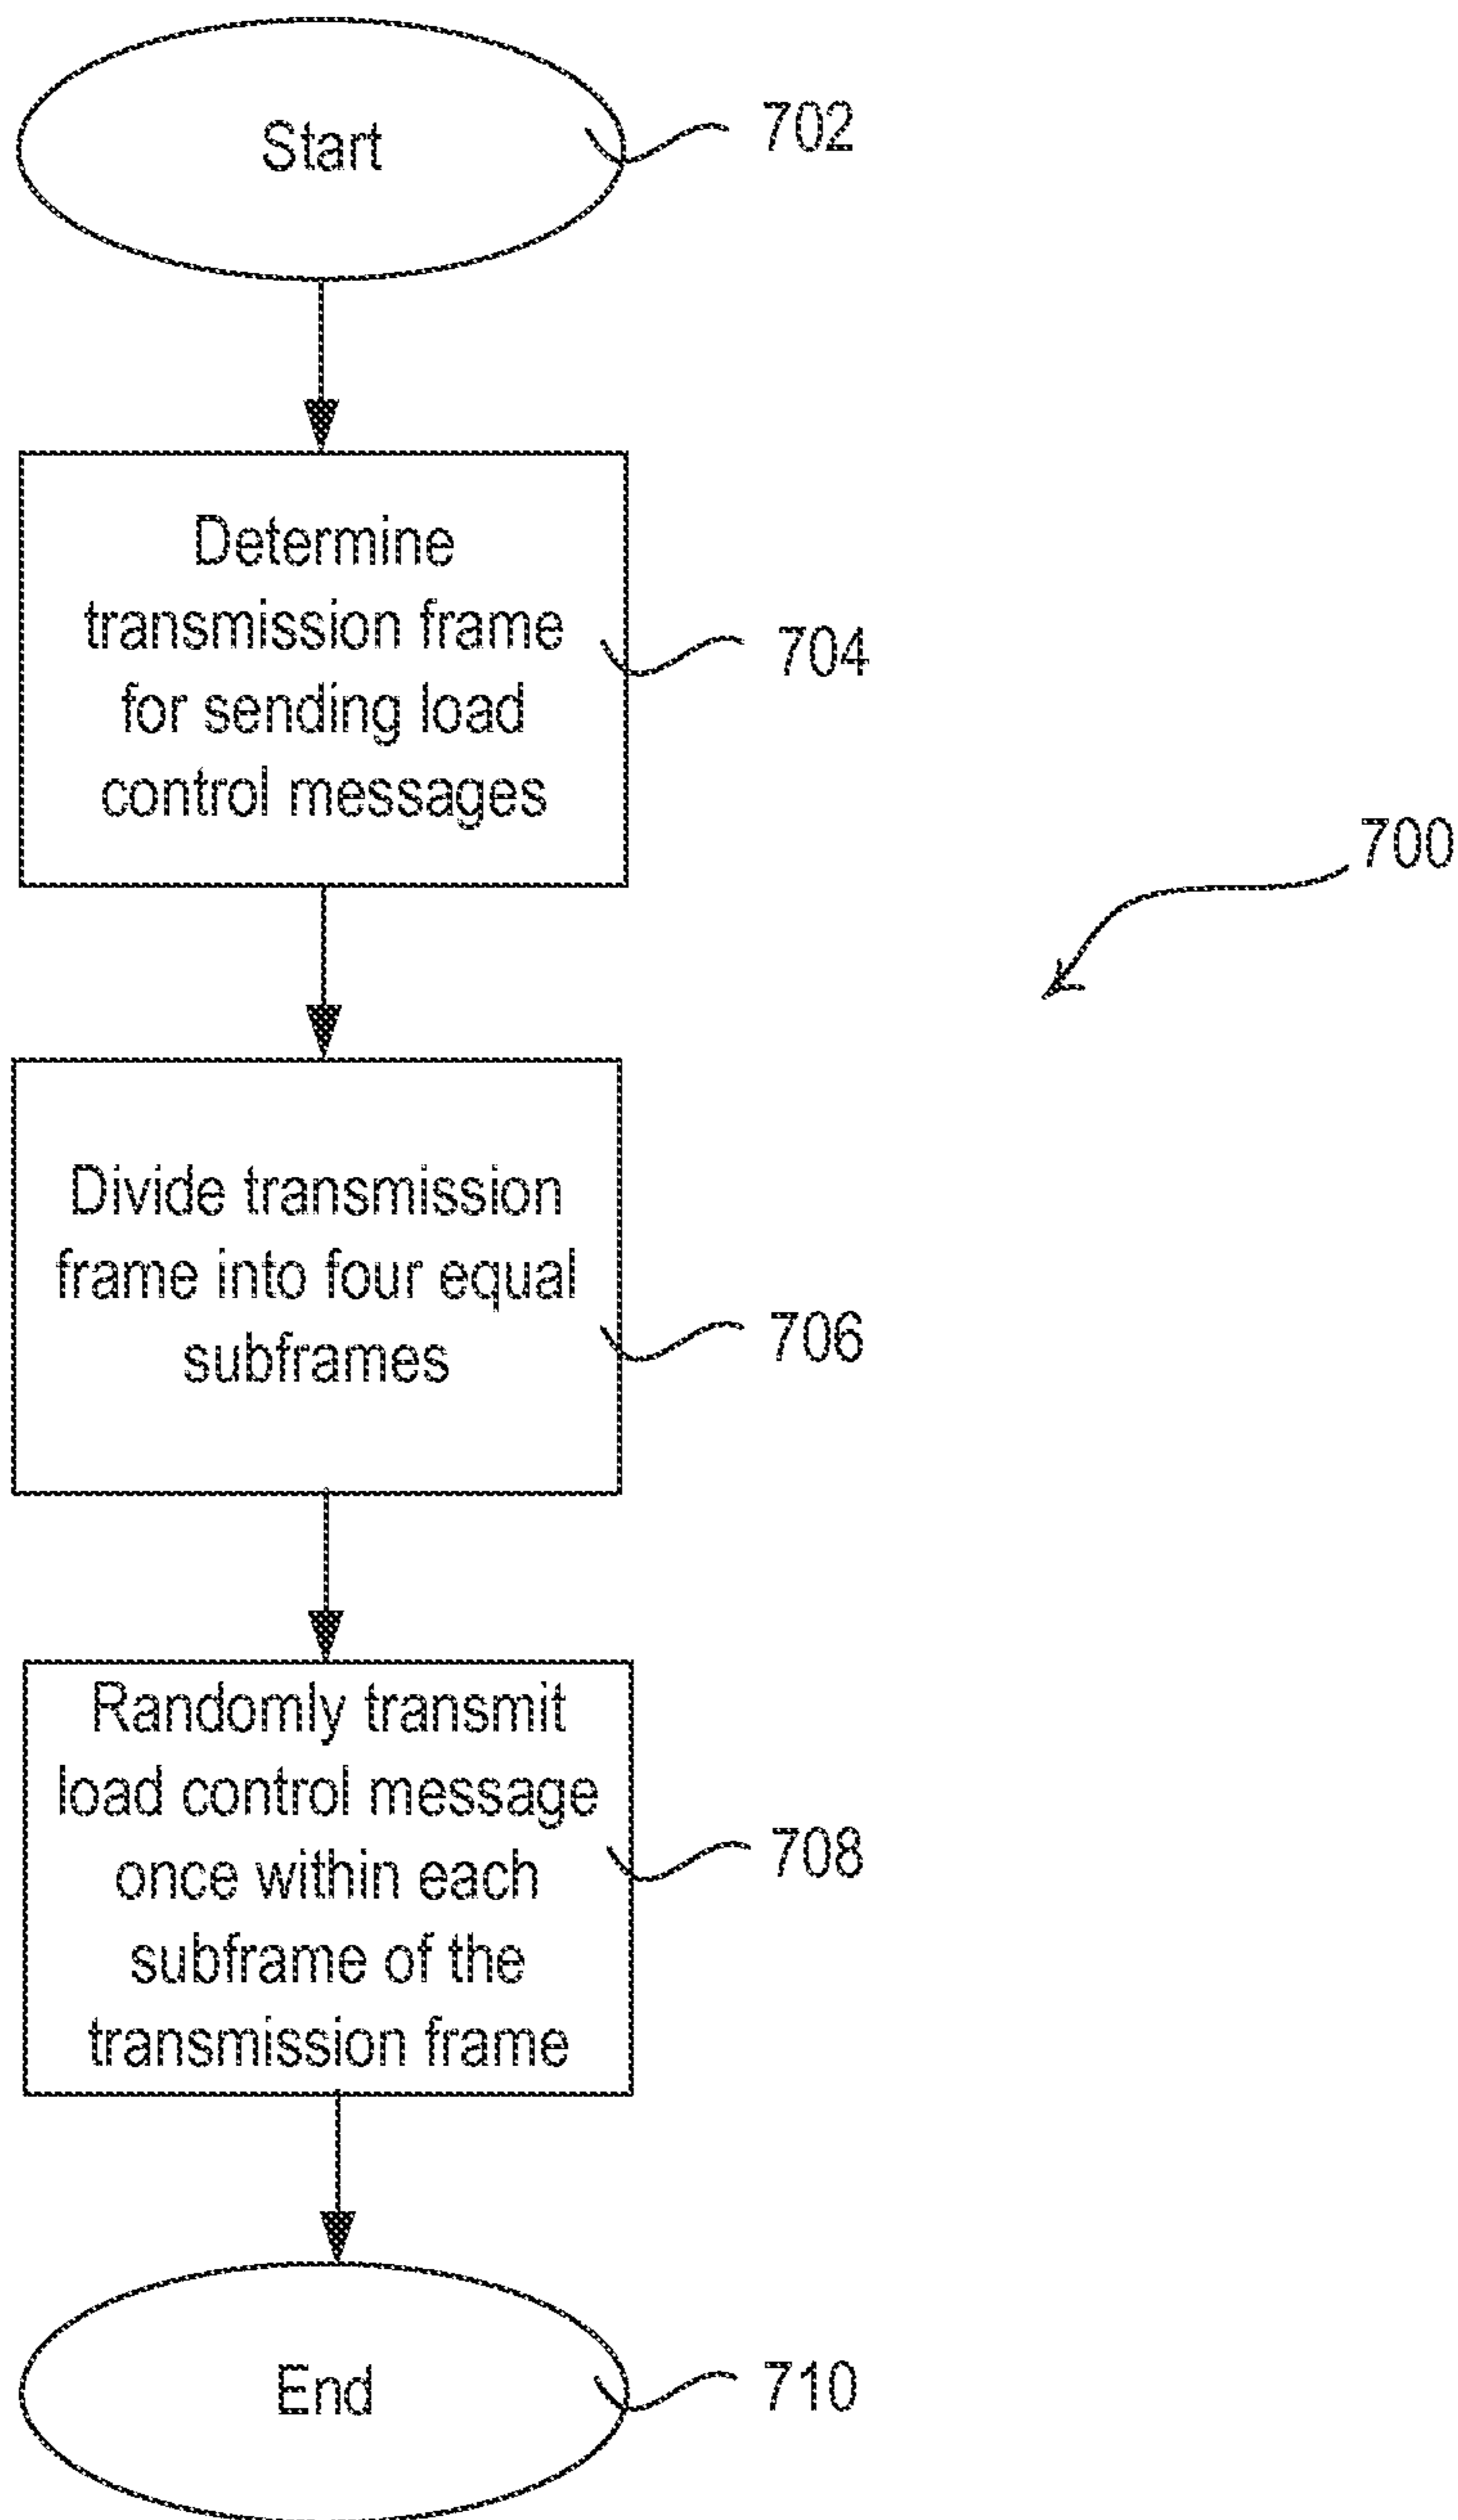 Start
702
Determine
transmission frame
for sending load
control messages
704
700
Divide transmission
frame into four equal
subframes
706
Randomly transmit
load control message
once within each
subframe of the
transmission frame
708
End
710